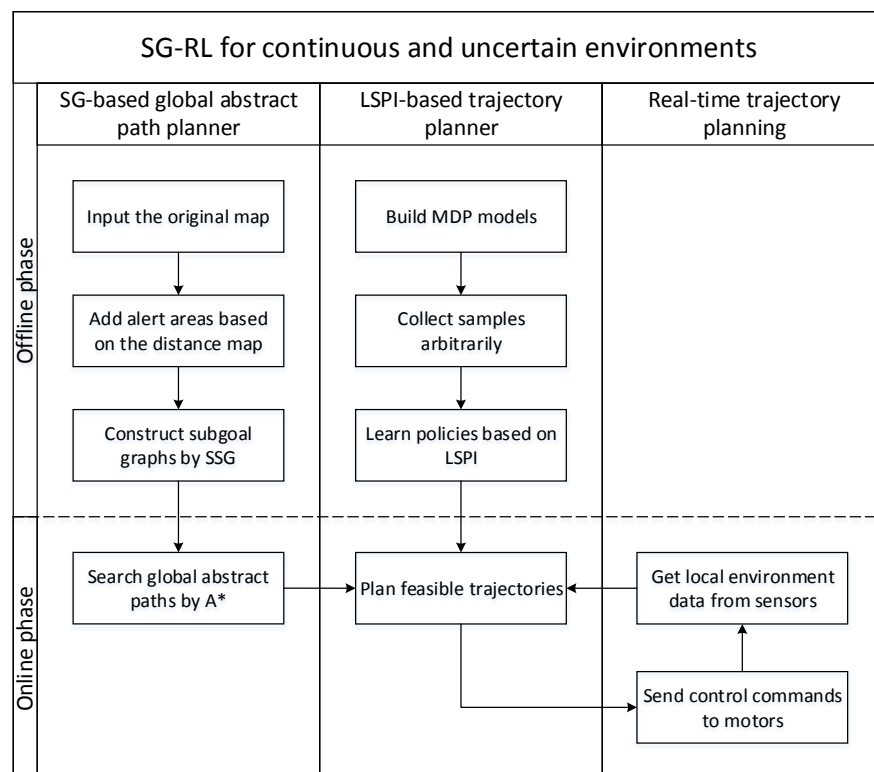 SG-RL for continuous and uncertain environments
SG-based global abstract
path planner
LSPI-based trajectory
planner
Real-time trajectory
planning
Offline phase
Input the original map
Build MDP models
Add alert areas based
on the distance map
Collect samples
arbitrarily
Construct subgoal
graphs by SSG
Learn policies based on
LSPI
Online phase
Search global abstract
paths by A*
Plan feasible trajectories
Get local environment
data from sensors
Send control commands
to motors